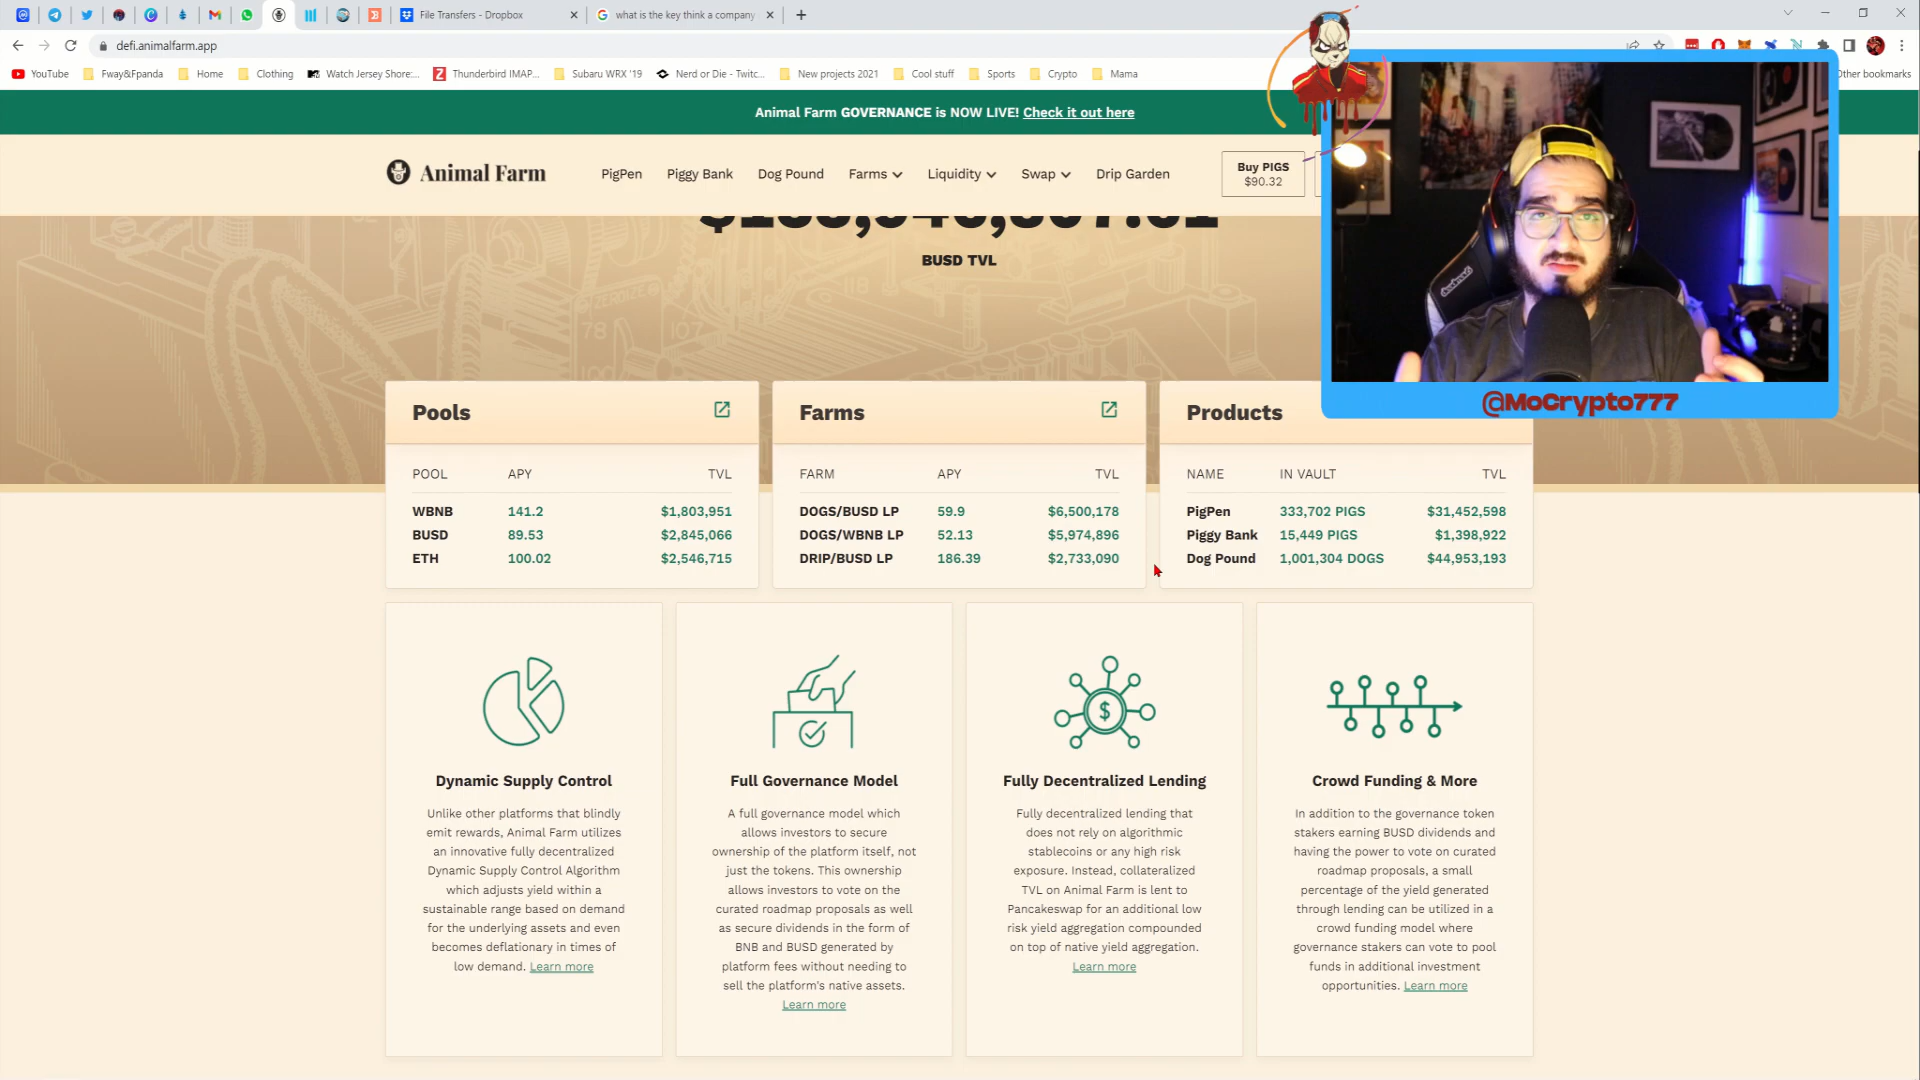 File Transfers - Dropbox
what is the key think a company
defi.animalfarm.app
YouTube
Fway&Fpanda
Home
Clothing
Watch Jersey Shore:...
Thunderbird IMAP...
Subaru WRX '19
Nerd or Die - Twitc...
New projects 2021
Cool stuff
Sports
Crypto
Mama
Other bookmarks
Animal Farm GOVERNANCE is NOW LIVE! Check it out here
Animal Farm
PigPen
Piggy Bank
Dog Pound
Farms
Liquidity
Swap
Drip Garden
Buy PIGS
$90.32
BUSD TVL
@MoCrypto777
Pools
POOL APY TVL
WBNB 141.2 $1,803,951
BUSD 89.53 $2,845,066
ETH 100.02 $2,546,715
Farms
FARM APY TVL
DOGS/BUSD LP 59.9 $6,500,178
DOGS/WBNB LP 52.13 $5,974,896
DRIP/BUSD LP 186.39 $2,733,090
Products
NAME IN VAULT TVL
PigPen 333,702 PIGS $31,452,598
Piggy Bank 15,449 PIGS $1,398,922
Dog Pound 1,001,304 DOGS $44,953,193
Dynamic Supply Control
Unlike other platforms that blindly
emit rewards, Animal Farm utilizes
an innovative fully decentralized
Dynamic Supply Control Algorithm
which adjusts yield within a
sustainable range based on demand
for the underlying assets and even
becomes deflationary in times of
low demand. Learn more
Full Governance Model
A full governance model which
allows investors to secure
ownership of the platform itself, not
just the tokens. This ownership
allows investors to vote on the
curated roadmap proposals as well
as secure dividends in the form of
BNB and BUSD generated by
platform fees without needing to
sell the platform's native assets.
Learn more
Fully Decentralized Lending
Fully decentralized lending that
does not rely on algorithmic
stablecoins or any high risk
exposure. Instead, collateralized
TVL on Animal Farm is lent to
Pancakeswap for an additional low
risk yield aggregation compounded
on top of native yield aggregation.
Learn more
Crowd Funding & More
In addition to the governance token
stakers earning BUSD dividends and
having the power to vote on curated
roadmap proposals, a small
percentage of the yield generated
through lending can be utilized in a
crowd funding model where
governance stakers can vote to pool
funds in additional investment
opportunities. Learn more